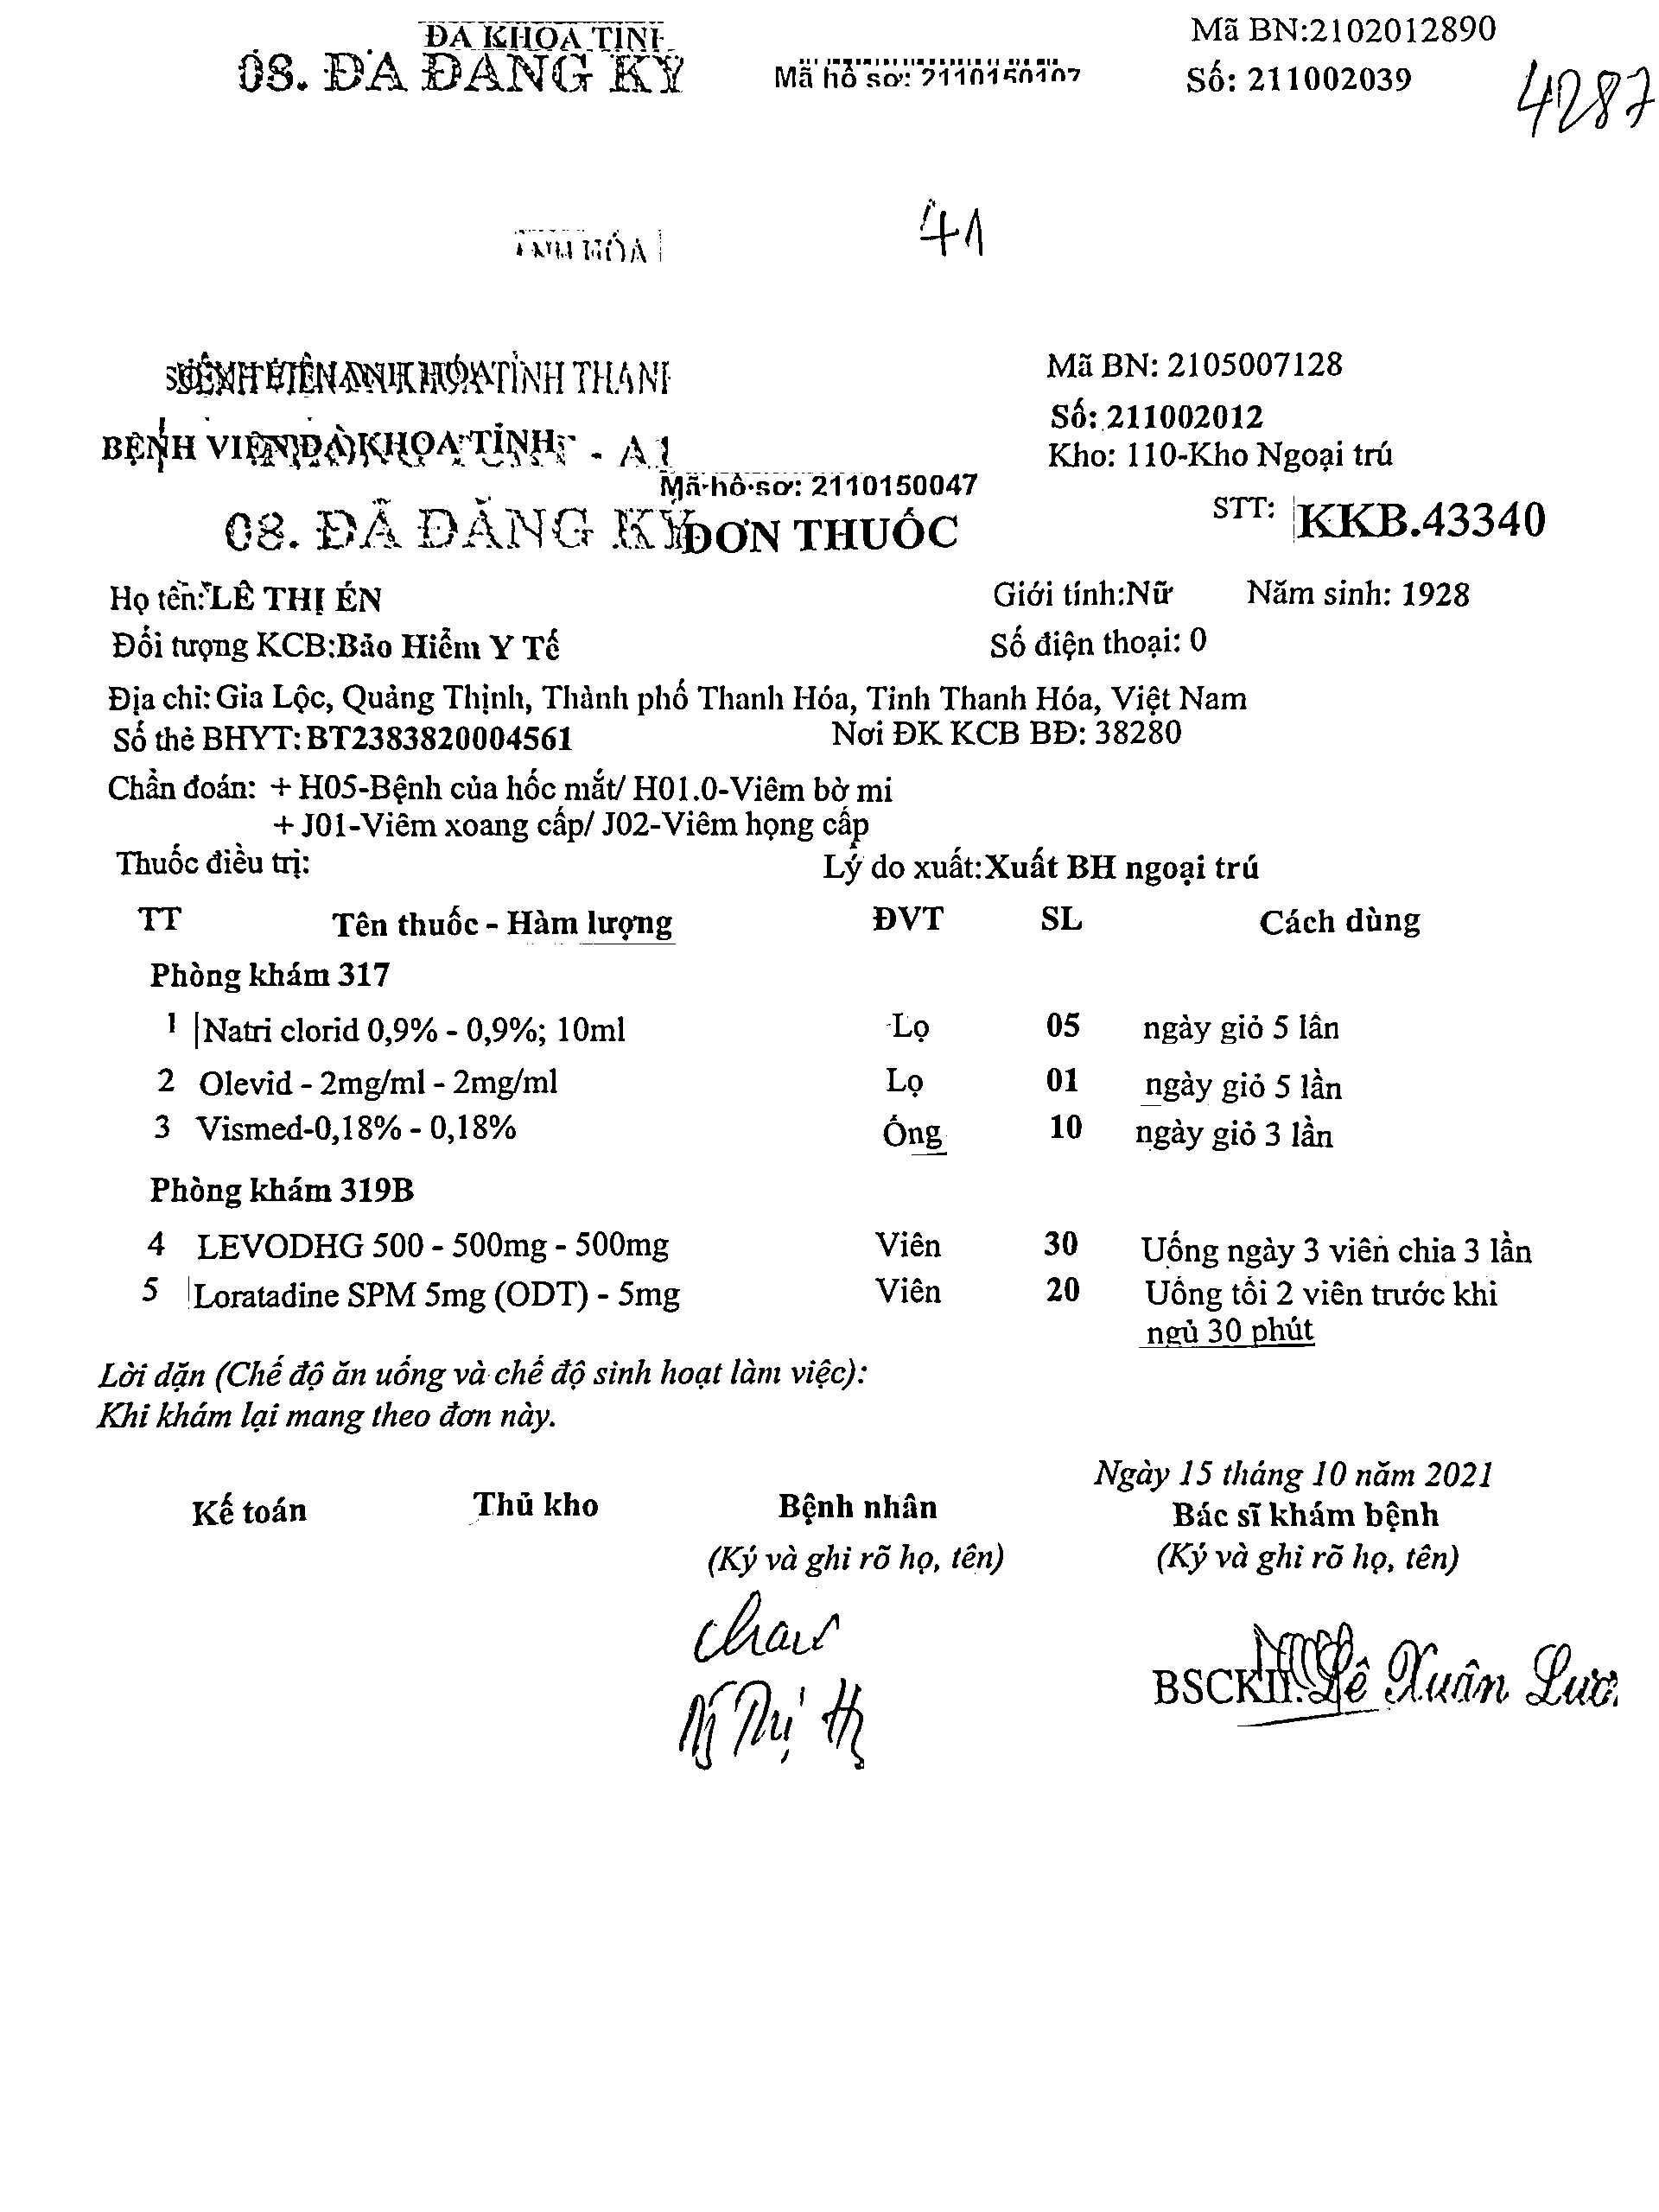 ĐA KHOA TỈNH
Mã BN:2102012890
08. ĐÃ ĐĂNG KÝ
Mã hồ sơ: 2110150107
Số: 211002039
4287
HÓA
41
TỈNH THANH
Mã BN: 2105007128
Số: 211002012
BỆNH VIỆN ĐA KHOA TỈNH - A1
Kho: 110-Kho Ngoại trú
Mã hồ sơ: 2110150047
STT: KKB.43340
08. ĐÃ ĐĂNG KÝ
ĐƠN THUỐC
Họ tên: LÊ THỊ ÉN Giới tính:Nữ Năm sinh: 1928
Đối tượng KCB:Bảo Hiểm Y Tế Số điện thoại: 0
Địa chỉ: Gia Lộc, Quảng Thịnh, Thành phố Thanh Hóa, Tỉnh Thanh Hóa, Việt Nam
Số thẻ BHYT: BT2383820004561 Nơi ĐK KCB BĐ: 38280
Chẩn đoán: + H05-Bệnh của hốc mắt/ H01.0-Viêm bờ mi
+ J01-Viêm xoang cấp/ J02-Viêm họng cấp
Thuốc điều trị: Lý do xuất:Xuất BH ngoại trú
TT Tên thuốc - Hàm lượng ĐVT SL Cách dùng
Phòng khám 317
1 Natri clorid 0,9% - 0,9%; 10ml Lọ 05 ngày giỏ 5 lần
2 Olevid - 2mg/ml - 2mg/ml Lọ 01 ngày giỏ 5 lần
3 Vismed-0,18% - 0,18% Ống 10 ngày giỏ 3 lần
Phòng khám 319B
4 LEVODHG 500 - 500mg - 500mg Viên 30 Uống ngày 3 viên chia 3 lần
5 Loratadine SPM 5mg (ODT) - 5mg Viên 20 Uống tối 2 viên trước khi
ngủ 30 phút
Lời dặn (Chế độ ăn uống và chế độ sinh hoạt làm việc):
Khi khám lại mang theo đơn này.
Ngày 15 tháng 10 năm 2021
Kế toán Thủ kho Bệnh nhân Bác sĩ khám bệnh
(Ký và ghi rõ họ, tên) (Ký và ghi rõ họ, tên)
BSCKII. Lê Xuân